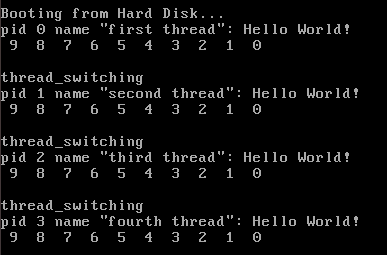 Booting from Hard Disk...
pid 0 name "first thread": Hello World!
9 8 7 6 5 4 3 2 1 0
thread_switching
pid 1 name "second thread": Hello World!
9 8 7 6 5 4 3 2 1 0
thread_switching
pid 2 name "third thread": Hello World!
9 8 7 6 5 4 3 2 1 0
thread_switching
pid 3 name "fourth thread": Hello World!
9 8 7 6 5 4 3 2 1 0